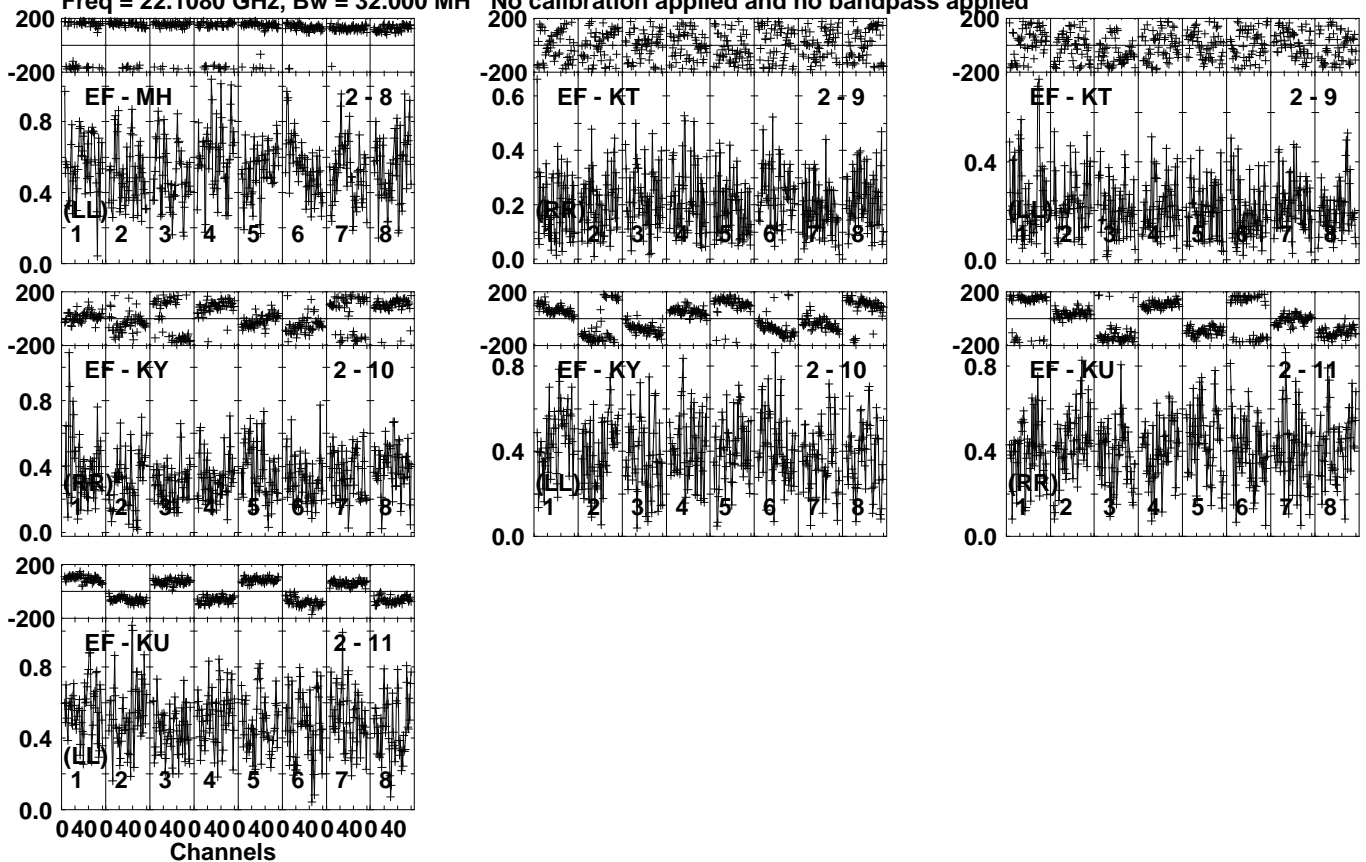 Freq = 22.1080 GHz, Bw = 32.000 MH No calibration applied and no bandpass applied
200
-200
EF - MH 2 - 8
0.8
0.4
0.0
(LL)
1 2 3 4 5 6 7 8
200
-200
EF - KT 2 - 9
0.6
0.4
0.2
0.0
(RR)
1 2 3 4 5 6 7 8
200
-200
EF - KT 2 - 9
0.4
0.0
(LL)
1 2 3 4 5 6 7 8
200
-200
EF - KY 2 - 10
0.8
0.4
0.0
(RR)
1 2 3 4 5 6 7 8
200
-200
EF - KY 2 - 10
0.8
0.4
0.0
(LL)
1 2 3 4 5 6 7 8
200
-200
EF - KU 2 - 11
0.8
0.4
0.0
(RR)
1 2 3 4 5 6 7 8
200
-200
EF - KU 2 - 11
0.8
0.4
0.0
(LL)
1 2 3 4 5 6 7 8
0 40 0 40 0 40 0 40 0 40 0 40 0 40 0 40
Channels